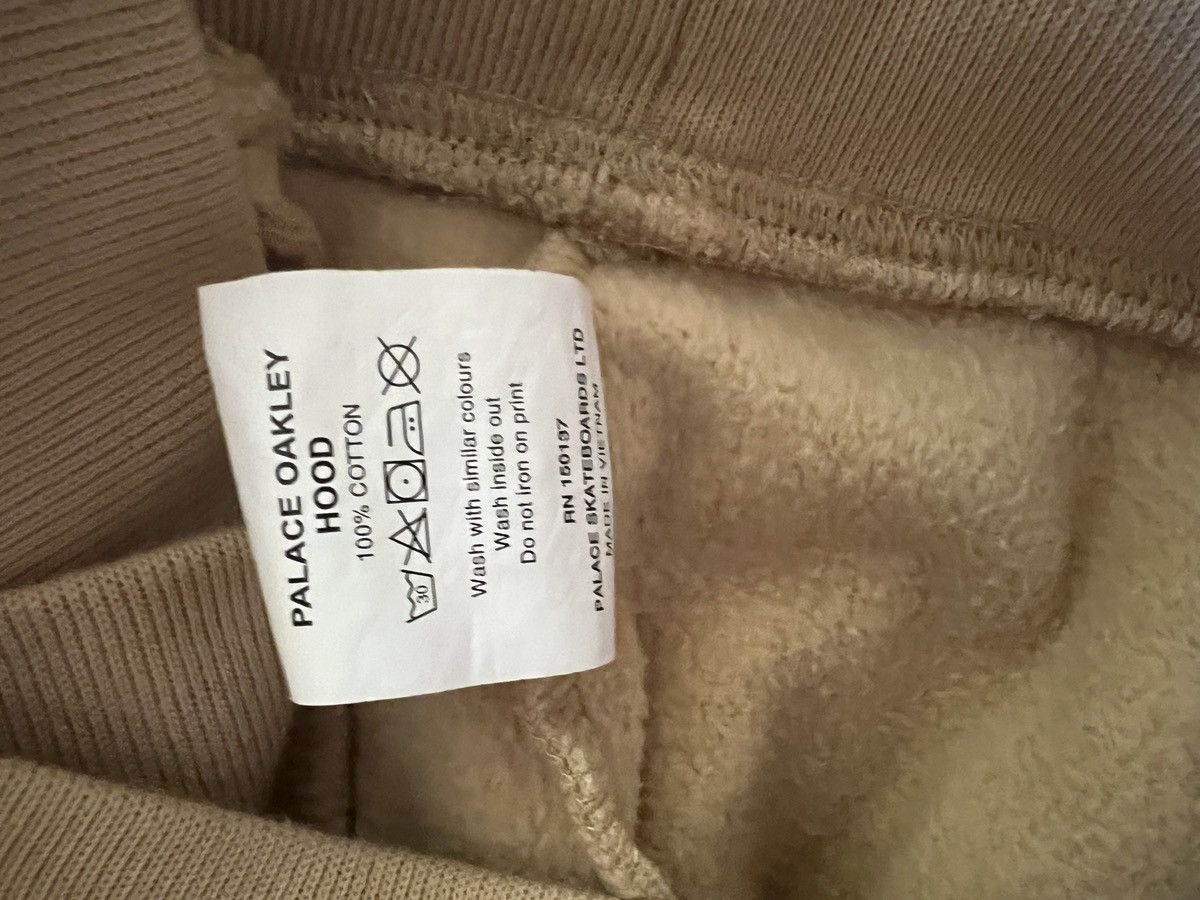 PALACE OAKLEY
HOOD
100% COTTON
30
Wash with similar colours
Wash inside out
Do not iron on print
RN 150197
PALACE SKATEBOARDS LTD
MADE IN VIETNAM